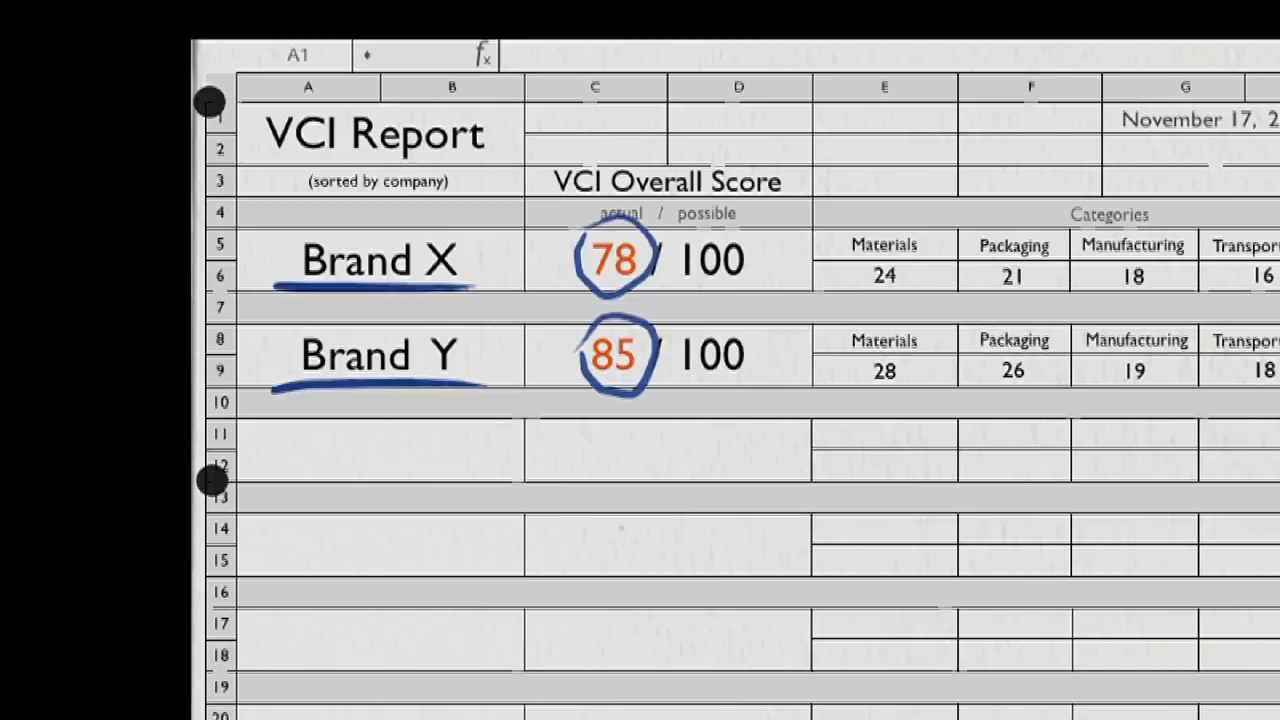 A1 fx
A B C D E F G
1 VCI Report November 17, 2
2
3 (sorted by company) VCI Overall Score
4 actual / possible Categories
5 Brand X 78 / 100 Materials Packaging Manufacturing Transpor
6 24 21 18 16
7
8 Brand Y 85 / 100 Materials Packaging Manufacturing Transpor
9 28 26 19 18
10
11
12
13
14
15
16
17
18
19
20